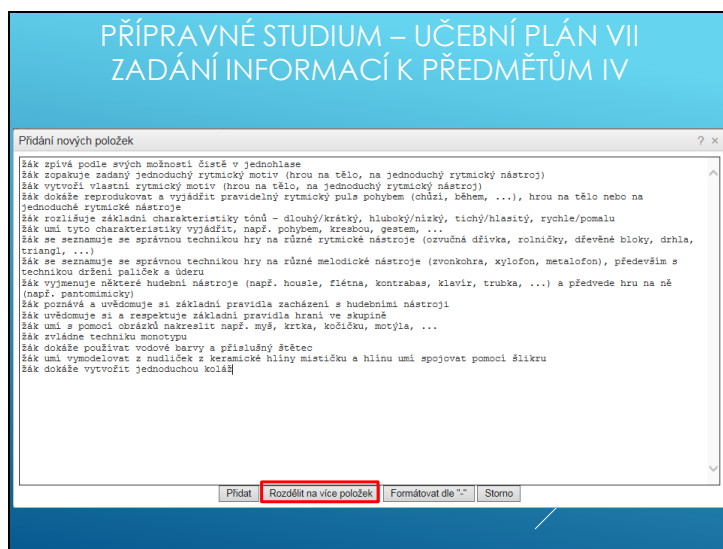 PŘÍPRAVNÉ STUDIUM – UČEBNÍ PLÁN VII
ZADÁNÍ INFORMACÍ K PŘEDMĚTŮM IV
Přidání nových položek ? ×
žák zpívá podle svých možností čistě v jednohlase
žák zopakuje zadaný jednoduchý rytmický motiv (hrou na tělo, na jednoduchý rytmický nástroj)
žák vytvoří vlastní rytmický motiv (hrou na tělo, na jednoduchý rytmický nástroj)
žák dokáže reprodukovat a vyjádřit pravidelný rytmický puls pohybem (chůzí, během, ...), hrou na tělo nebo na
jednoduché rytmické nástroje
žák rozlišuje základní charakteristiky tónů – dlouhý/krátký, hluboký/nízký, tichý/hlasitý, rychle/pomalu
žák umí tyto charakteristiky vyjádřit, např. pohybem, kresbou, gestem, ...
žák se seznamuje se správnou technikou hry na různé rytmické nástroje (ozvučná dřívka, rolničky, dřevěné bloky, drhla,
triangl, ...)
žák se seznamuje se správnou technikou hry na různé melodické nástroje (zvonkohra, xylofon, metalofon), především s
technikou držení paliček a úderu
žák vyjmenuje některé hudební nástroje (např. housle, flétna, kontrabas, klavír, trubka, ...) a předvede hru na ně
(např. pantomimicky)
žák poznává a uvědomuje si základní pravidla zacházení s hudebními nástroji
žák uvědomuje si a respektuje základní pravidla hraní ve skupině
žák umí s pomocí obrázků nakreslit např. myš, krtka, kočičku, motýla, ...
žák zvládne techniku monotypu
žák dokáže používat vodové barvy a příslušný štětec
žák umí vymodelovat z nudliček z keramické hlíny mističku a hlínu umí spojovat pomocí šlikru
žák dokáže vytvořit jednoduchou koláž
Přidat Rozdělit na více položek Formátovat dle "-" Storno